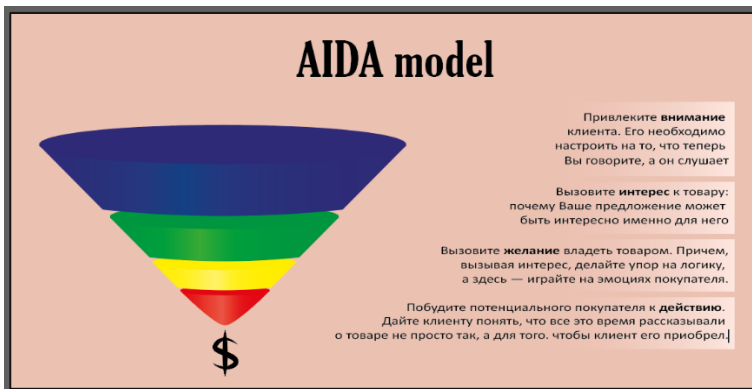 AIDA model
Привлеките внимание
клиента. Его необходимо
настроить на то, что теперь
Вы говорите, а он слушает
Вызовите интерес к товару:
почему Ваше предложение может
быть интересно именно для него
Вызовите желание владеть товаром. Причем,
вызывая интерес, делайте упор на логику,
а здесь — играйте на эмоциях покупателя.
Побудите потенциального покупателя к действию.
Дайте клиенту понять, что все это время рассказывали
о товаре не просто так, а для того. чтобы клиент его приобрел.
$